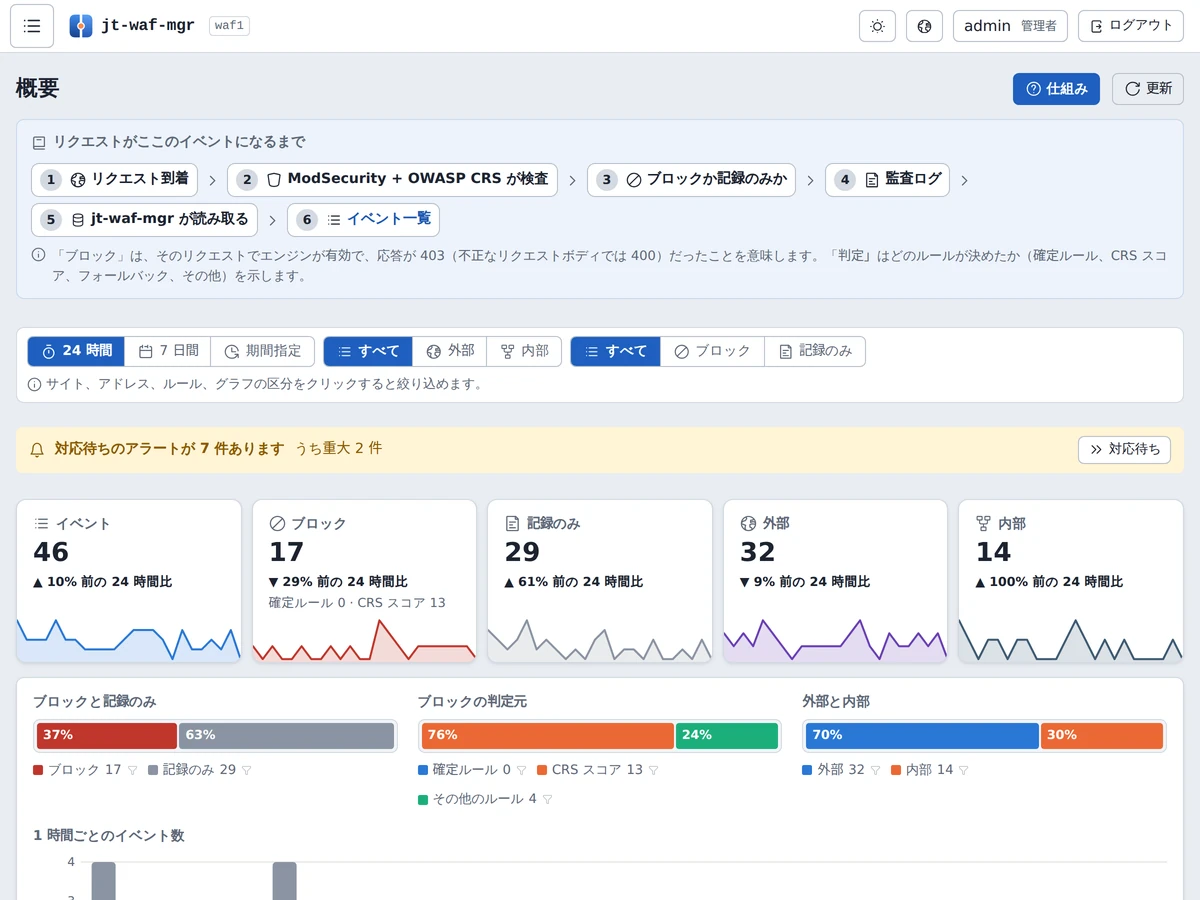 jt-waf-mgr waf1 admin 管理者 ログアウト
概要 仕組み 更新
リクエストがここのイベントになるまで
1 リクエスト到着 2 ModSecurity + OWASP CRS が検査 3 ブロックか記録のみか 4 監査ログ
5 jt-waf-mgr が読み取る 6 イベント一覧
「ブロック」は、そのリクエストでエンジンが有効で、応答が 403（不正なリクエストボディでは 400）だったことを意味します。「判定」はどのルールが決めたか（確定ルール、CRS スコ
ア、フォールバック、その他）を示します。
24 時間 7 日間 期間指定 すべて 外部 内部 すべて ブロック 記録のみ
サイト、アドレス、ルール、グラフの区分をクリックすると絞り込めます。
対応待ちのアラートが 7 件あります うち重大 2 件 対応待ち
イベント ブロック 記録のみ 外部 内部
46 17 29 32 14
▲ 10% 前の 24 時間比 ▼ 29% 前の 24 時間比 ▲ 61% 前の 24 時間比 ▼ 9% 前の 24 時間比 ▲ 100% 前の 24 時間比
確定ルール 0 · CRS スコア 13
ブロックと記録のみ ブロックの判定元 外部と内部
37% 63% 76% 24% 70% 30%
ブロック 17 記録のみ 29 確定ルール 0 CRS スコア 13 外部 32 内部 14
その他のルール 4
1 時間ごとのイベント数
4